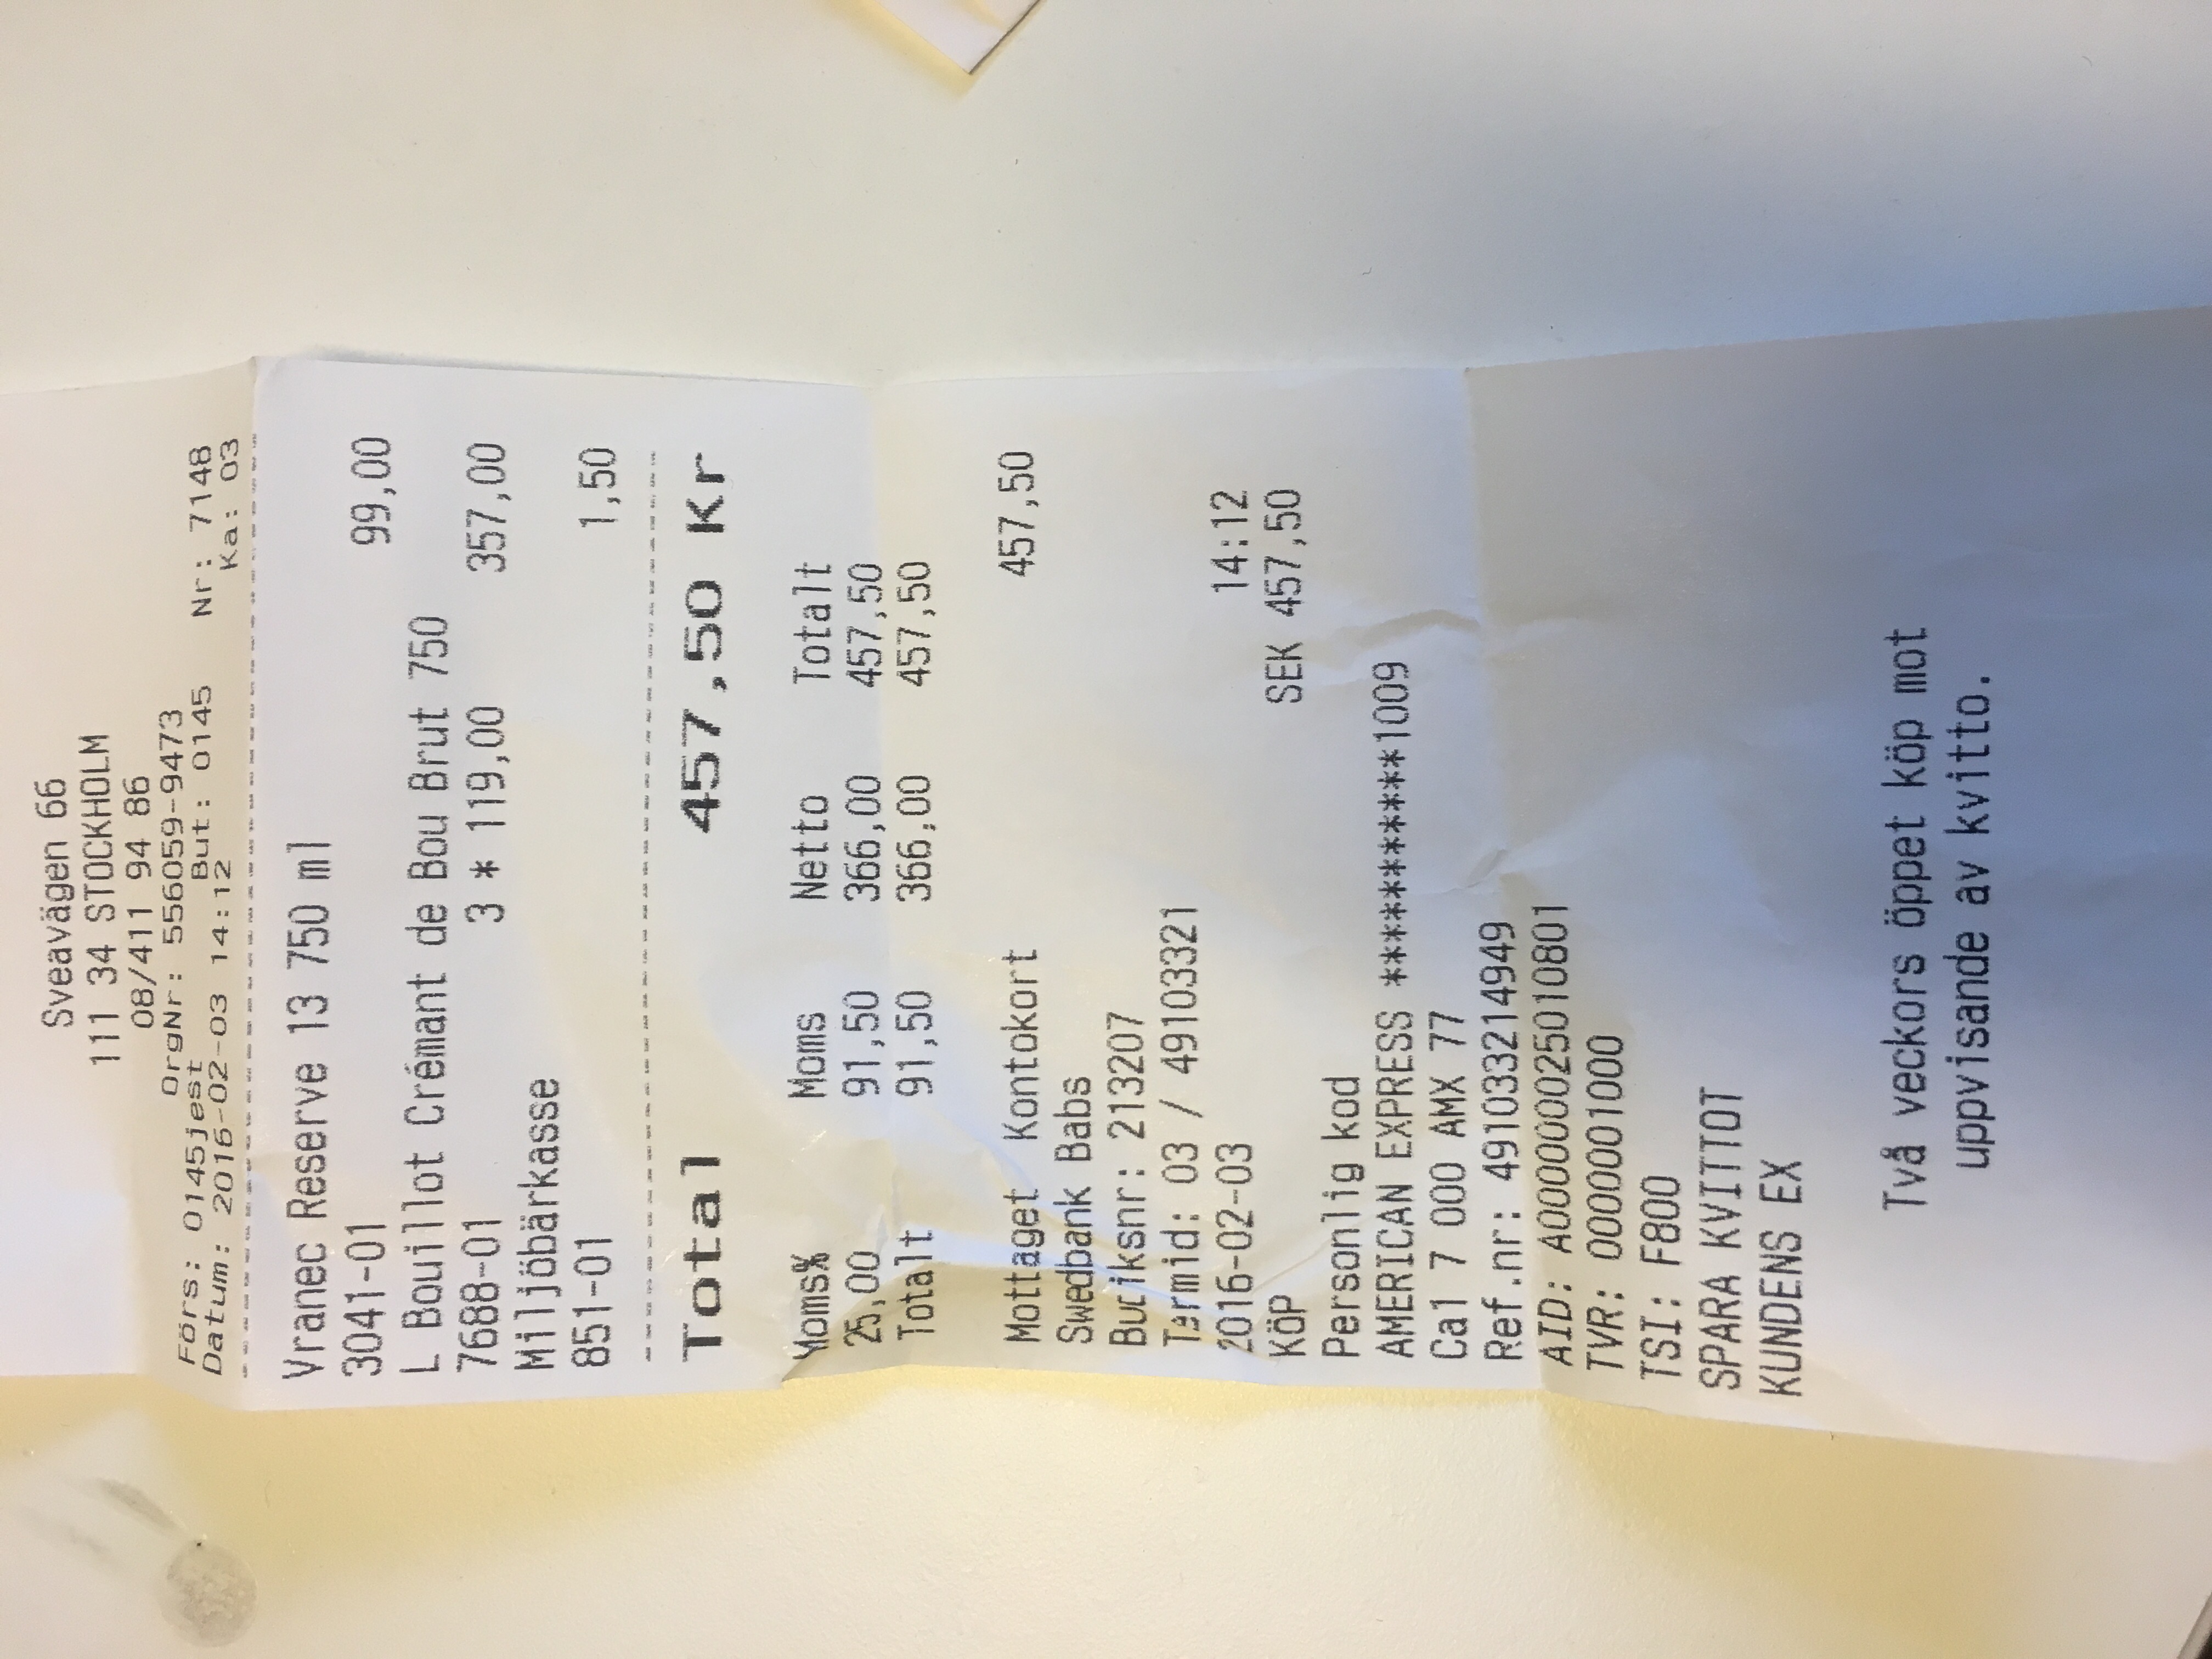 Sveavägen 66
111 34 STOCKHOLM
08/411 94 86
OrgNr: 556059-9473
Förs: 0145jest But: 0145 Nr: 7148
Datum: 2016-02-03 14:12 Ka: 03
Vranec Reserve 13 750 ml
3041-01 99,00
L Bouillot Crémant de Bou Brut 750
7688-01 3 * 119,00 357,00
Miljöbärkasse
851-01 1,50
Total 457,50 Kr
Moms% Moms Netto Totalt
25,00 91,50 366,00 457,50
Totalt 91,50 366,00 457,50
Mottaget Kontokort 457,50
Swedbank Babs
Butiksnr: 213207
Termid: 03 / 49103321
2016-02-03 14:12
KÖP SEK 457,50
Personlig kod
AMERICAN EXPRESS ***********1009
Ca1 7 000 AMX 77
Ref.nr: 491033214949
AID: A000000025010801
TVR: 0000001000
TSI: F800
SPARA KVITTOT
KUNDENS EX
Två veckors öppet köp mot
uppvisande av kvitto.